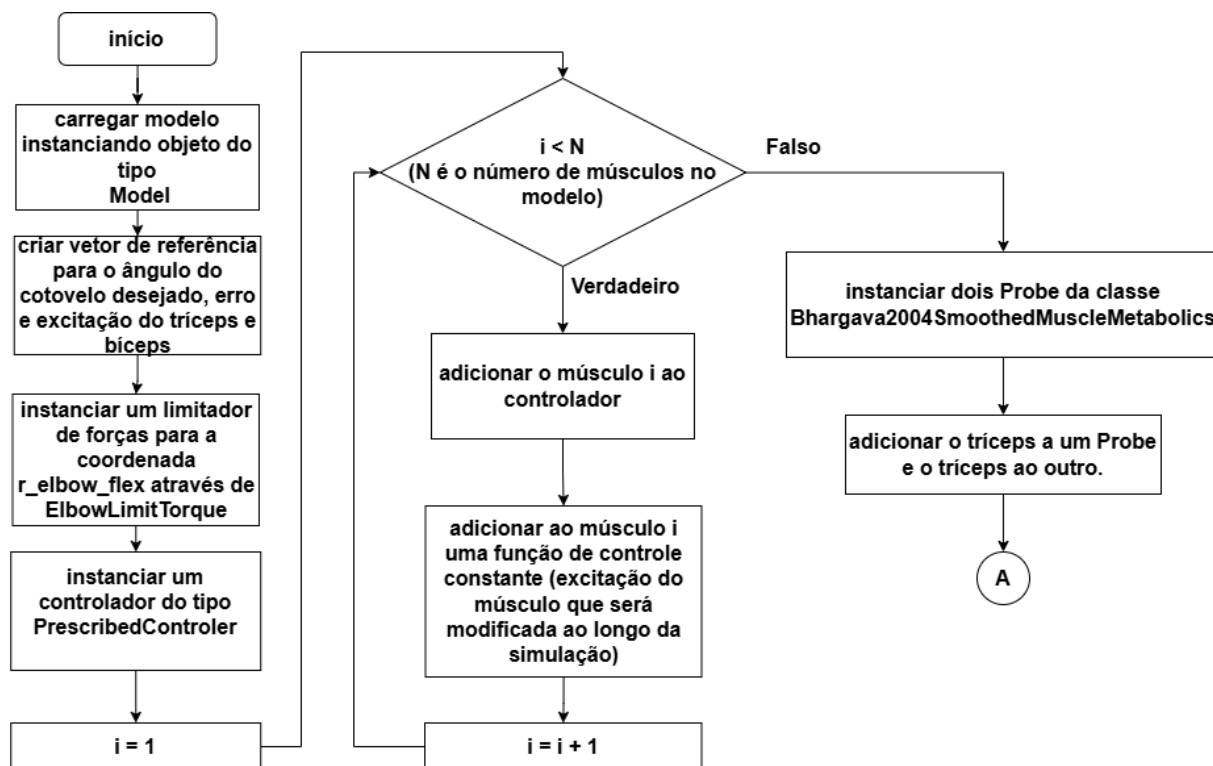 início
carregar modelo
instanciando objeto do
tipo
Model
criar vetor de referência
para o ângulo do
cotovelo desejado, erro
e excitação do tríceps e
bíceps
instanciar um limitador
de forças para a
coordenada
r_elbow_flex através de
ElbowLimitTorque
instanciar um
controlador do tipo
PrescribedControler
i = 1
i < N
(N é o número de músculos no
modelo)
Falso
Verdadeiro
adicionar o músculo i ao
controlador
adicionar ao músculo i
uma função de controle
constante (excitação do
músculo que será
modificada ao longo da
simulação)
i = i + 1
instanciar dois Probe da classe
Bhargava2004SmoothedMuscleMetabolics
adicionar o tríceps a um Probe
e o tríceps ao outro.
A